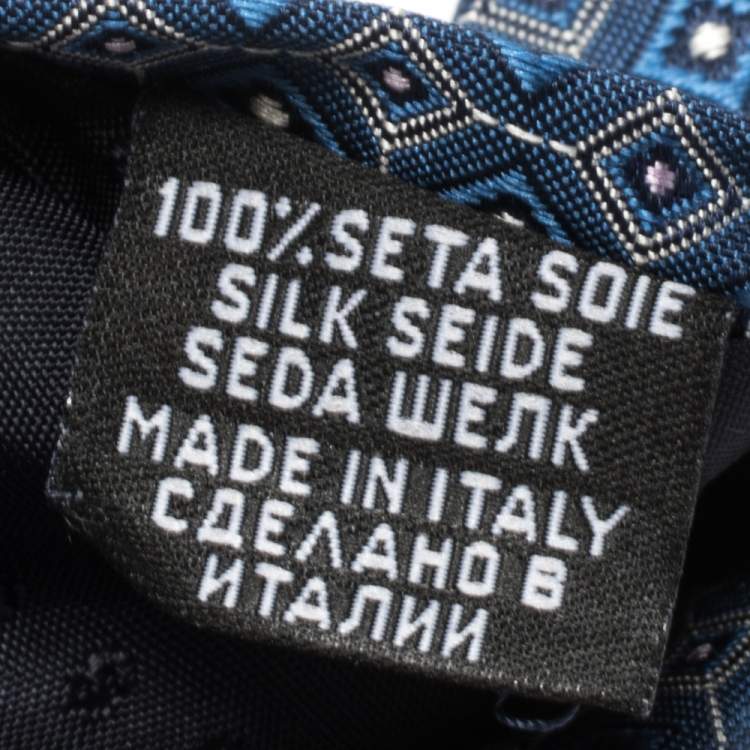 100% SETA SOIE
SILK SEIDE
SEDA ШЕЛК
MADE IN ITALY
СДЕЛАНО В
ИТАЛИИ